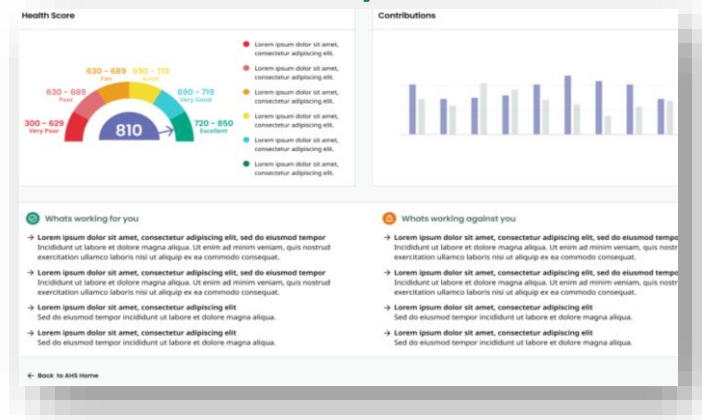 Health Score
Contributions
630 – 689
Fair
690 – 719
Good
630 – 689
Poor
690 – 719
Very Good
300 – 629
Very Poor
720 – 850
Excellent
810
Lorem ipsum dolor sit amet,
consectetur adipiscing elit.
Lorem ipsum dolor sit amet,
consectetur adipiscing elit.
Lorem ipsum dolor sit amet,
consectetur adipiscing elit.
Lorem ipsum dolor sit amet,
consectetur adipiscing elit.
Lorem ipsum dolor sit amet,
consectetur adipiscing elit.
Lorem ipsum dolor sit amet,
consectetur adipiscing elit.
Whats working for you
→ Lorem ipsum dolor sit amet, consectetur adipiscing elit, sed do eiusmod tempor
Incididunt ut labore et dolore magna aliqua. Ut enim ad minim veniam, quis nostrud
exercitation ullamco laboris nisi ut aliquip ex ea commodo consequat.
→ Lorem ipsum dolor sit amet, consectetur adipiscing elit, sed do eiusmod tempor
Incididunt ut labore et dolore magna aliqua. Ut enim ad minim veniam, quis nostrud
exercitation ullamco laboris nisi ut aliquip ex ea commodo consequat.
→ Lorem ipsum dolor sit amet, consectetur adipiscing elit
Sed do eiusmod tempor incididunt ut labore et dolore magna aliqua.
→ Lorem ipsum dolor sit amet, consectetur adipiscing elit
Sed do eiusmod tempor incididunt ut labore et dolore magna aliqua.
Whats working against you
→ Lorem ipsum dolor sit amet, consectetur adipiscing elit, sed do eiusmod tempo
Incididunt ut labore et dolore magna aliqua. Ut enim ad minim veniam, quis nostr
exercitation ullamco laboris nisi ut aliquip ex ea commodo consequat.
→ Lorem ipsum dolor sit amet, consectetur adipiscing elit, sed do eiusmod tempo
Incididunt ut labore et dolore magna aliqua. Ut enim ad minim veniam, quis nostr
exercitation ullamco laboris nisi ut aliquip ex ea commodo consequat.
→ Lorem ipsum dolor sit amet, consectetur adipiscing elit
Sed do eiusmod tempor incididunt ut labore et dolore magna aliqua.
→ Lorem ipsum dolor sit amet, consectetur adipiscing elit
Sed do eiusmod tempor incididunt ut labore et dolore magna aliqua.
← Back to AHS Home